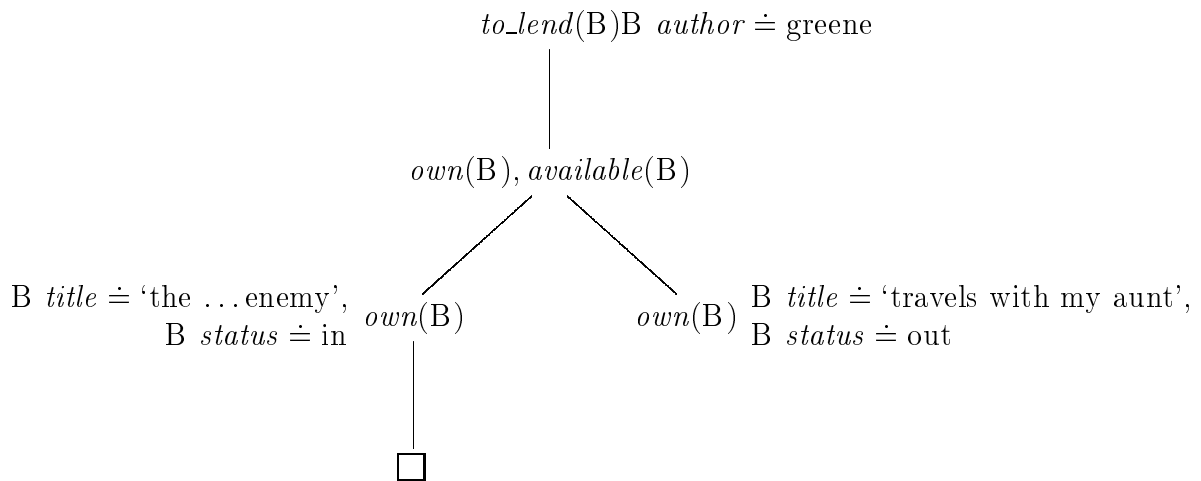 to_lend(B)B author ≐ greene
own(B), available(B)
B title ≐ ‘the ...enemy’,
B status ≐ in
own(B)
own(B)
B title ≐ ‘travels with my aunt’,
B status ≐ out